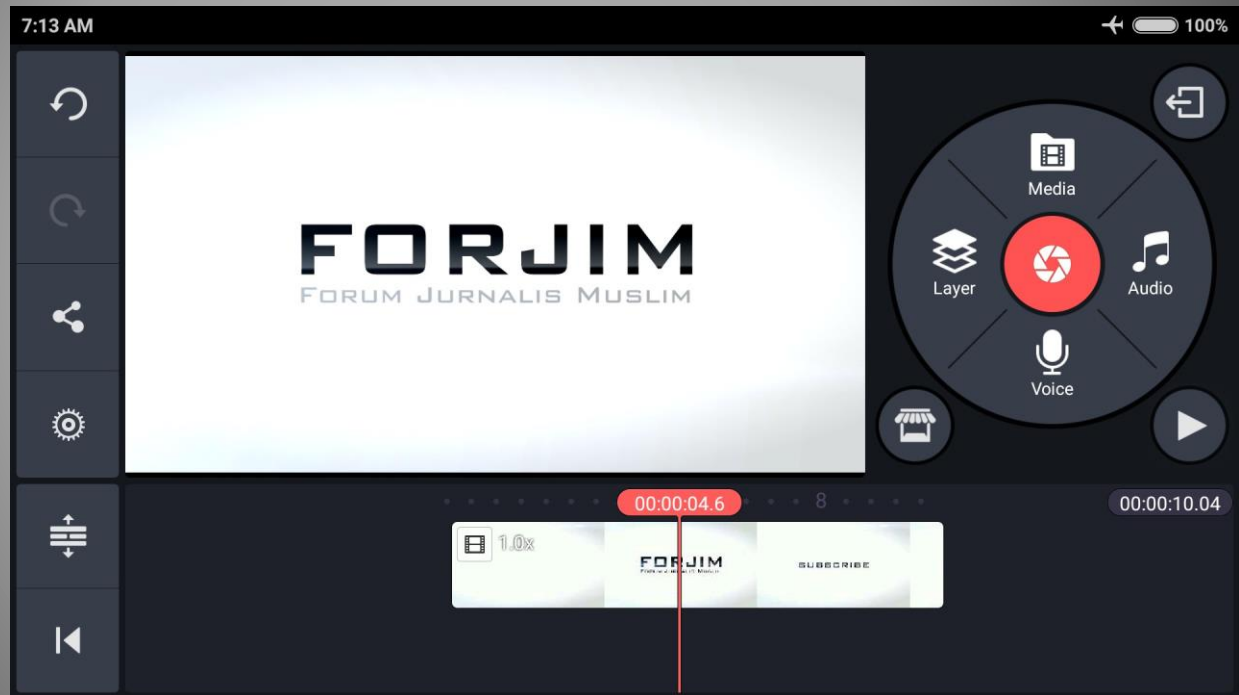 7:13 AM
100%
FORJIM
FORUM JURNALIS MUSLIM
Media
Layer
Audio
Voice
00:00:04.6
8
00:00:10.04
1.0x
FORJIM
SUBSCRIBE